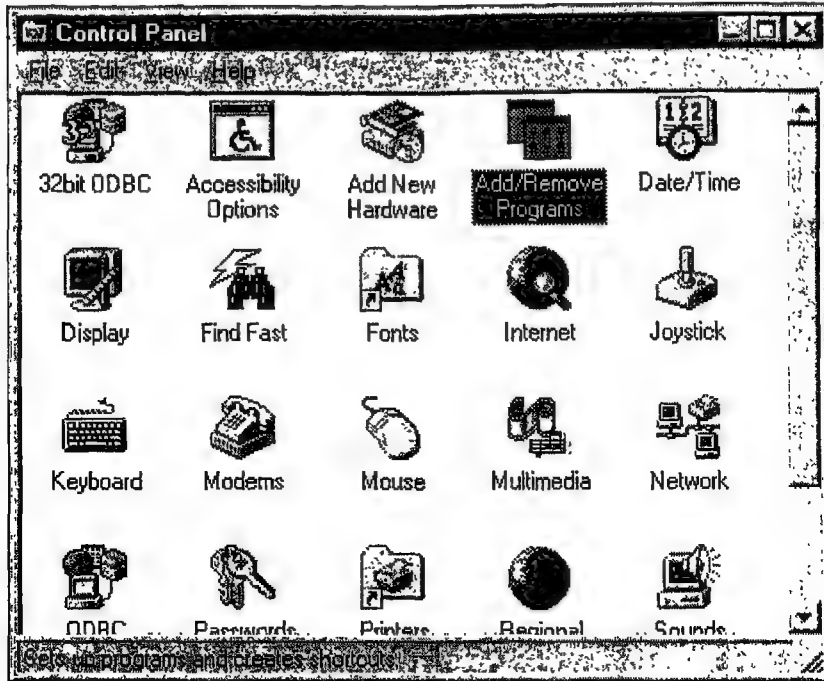 Control Panel
File Edit View Help
32bit ODBC Accessibility Options Add New Hardware Add/Remove Programs Date/Time
Display Find Fast Fonts Internet Joystick
Keyboard Modems Mouse Multimedia Network
ODBC Passwords Printers Regional Sounds
Sets up programs and creates shortcuts.